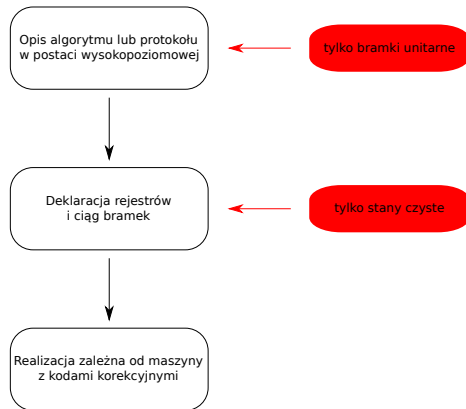 Opis algorytmu lub protokołu
w postaci wysokopoziomowej
tylko bramki unitarne
Deklaracja rejestrów
i ciąg bramek
tylko stany czyste
Realizacja zależna od maszyny
z kodami korekcyjnymi